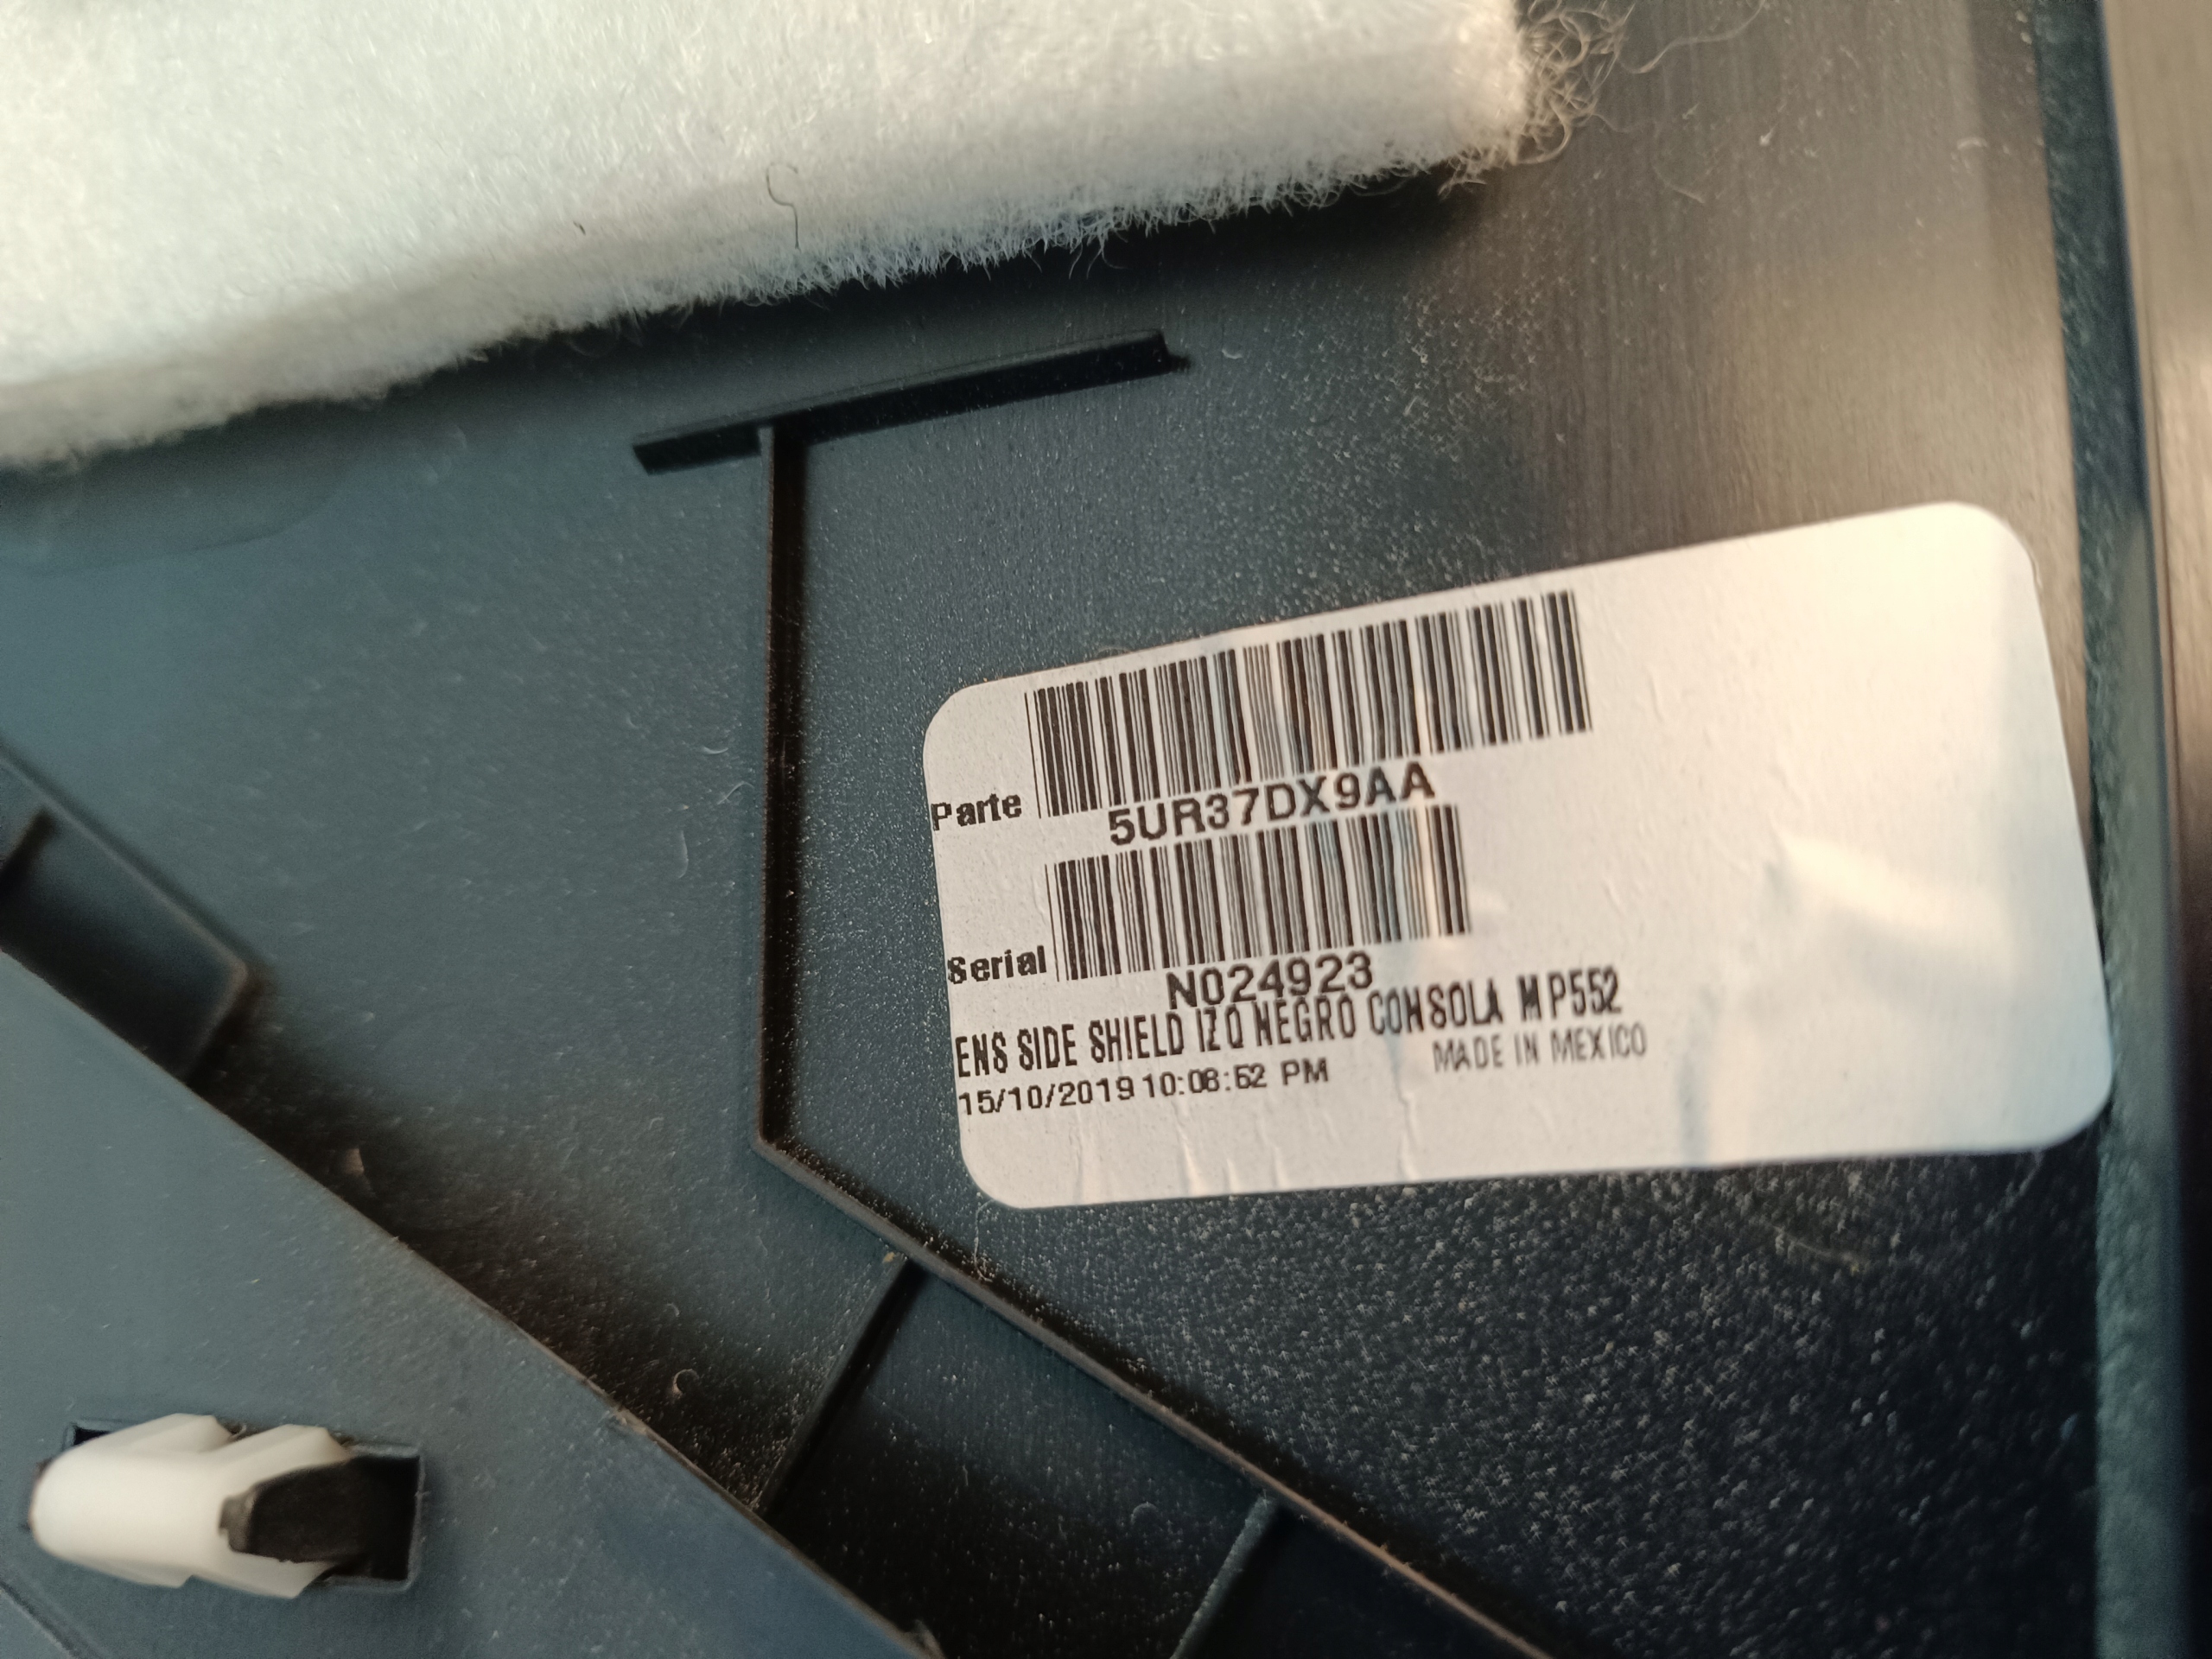 Parte
5UR37DX9AA
Serial
N024923
ENS SIDE SHIELD IZQ NEGRO CONSOLA MP552
MADE IN MEXICO
15/10/2019 10:08:52 PM